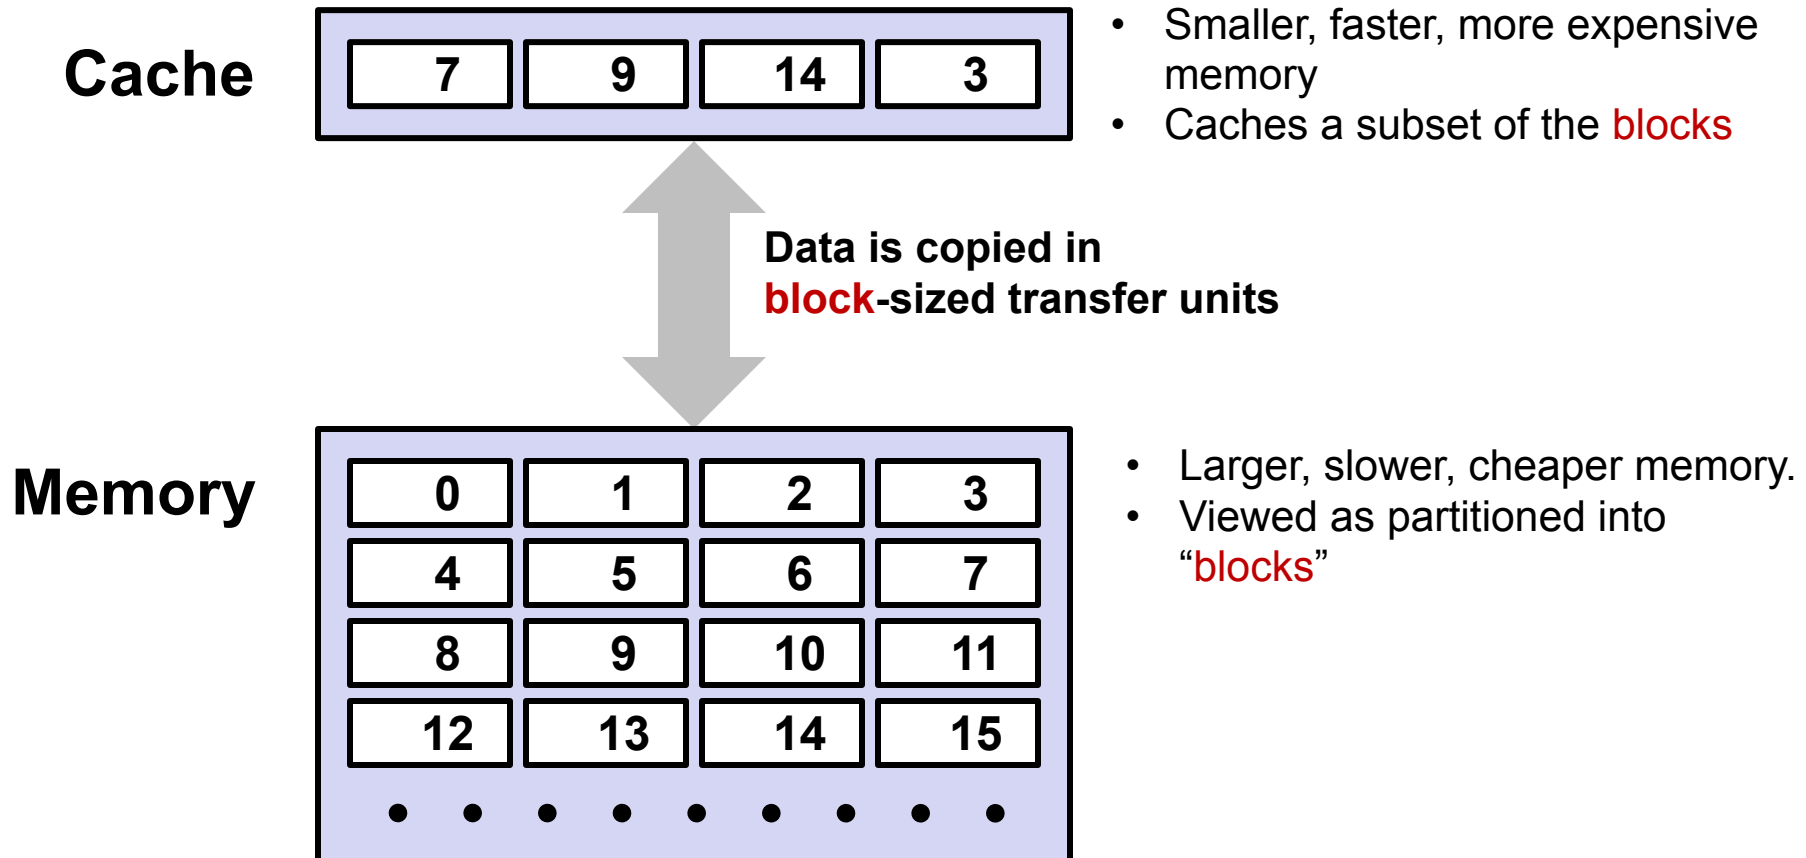 Cache
7 9 14 3
• Smaller, faster, more expensive
memory
• Caches a subset of the blocks
Data is copied in
block-sized transfer units
Memory
0 1 2 3
4 5 6 7
8 9 10 11
12 13 14 15
• • • • • • • • •
• Larger, slower, cheaper memory.
• Viewed as partitioned into
“blocks”